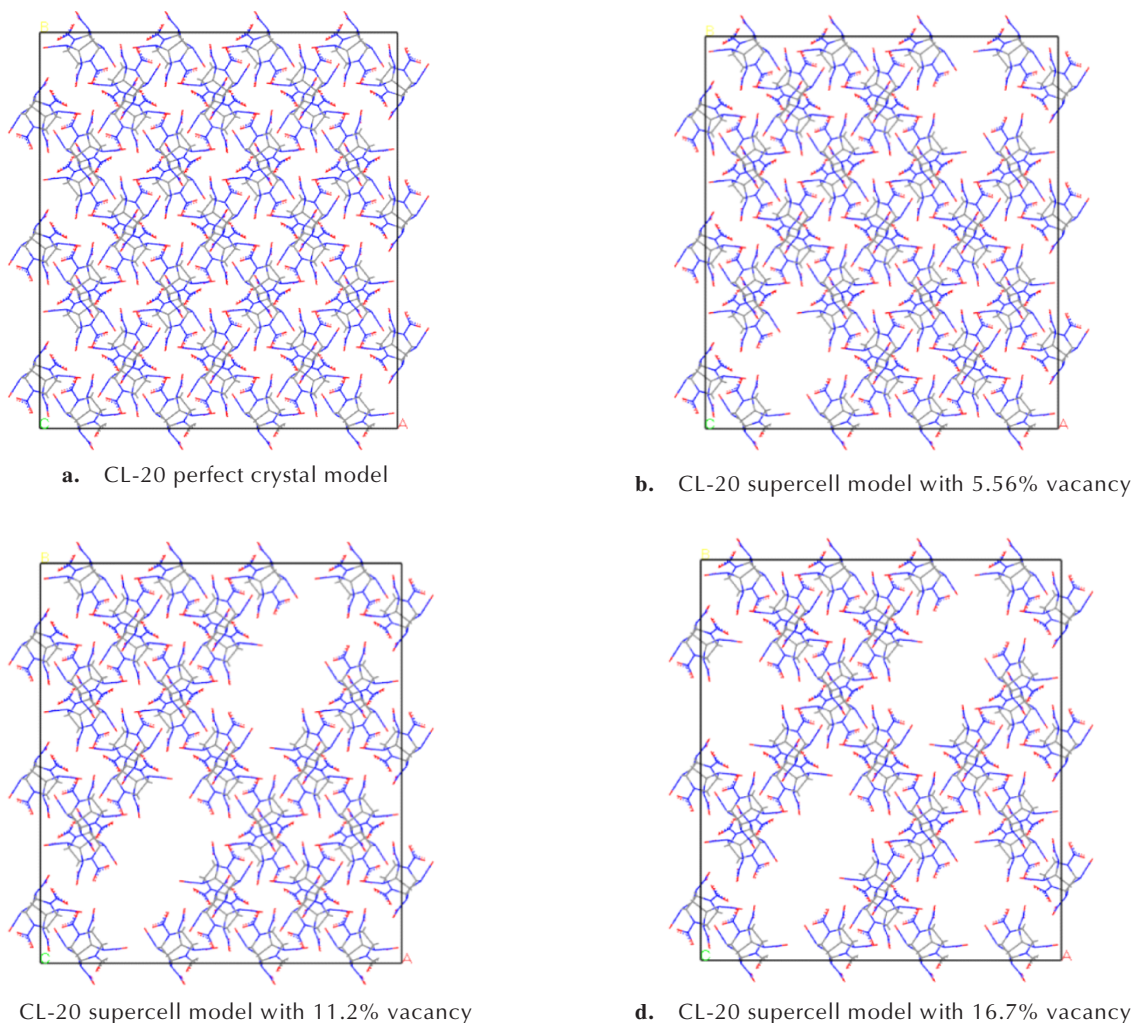 B
C
A
a. CL-20 perfect crystal model
B
C
A
b. CL-20 supercell model with 5.56% vacancy
B
C
A
CL-20 supercell model with 11.2% vacancy
B
C
A
d. CL-20 supercell model with 16.7% vacancy